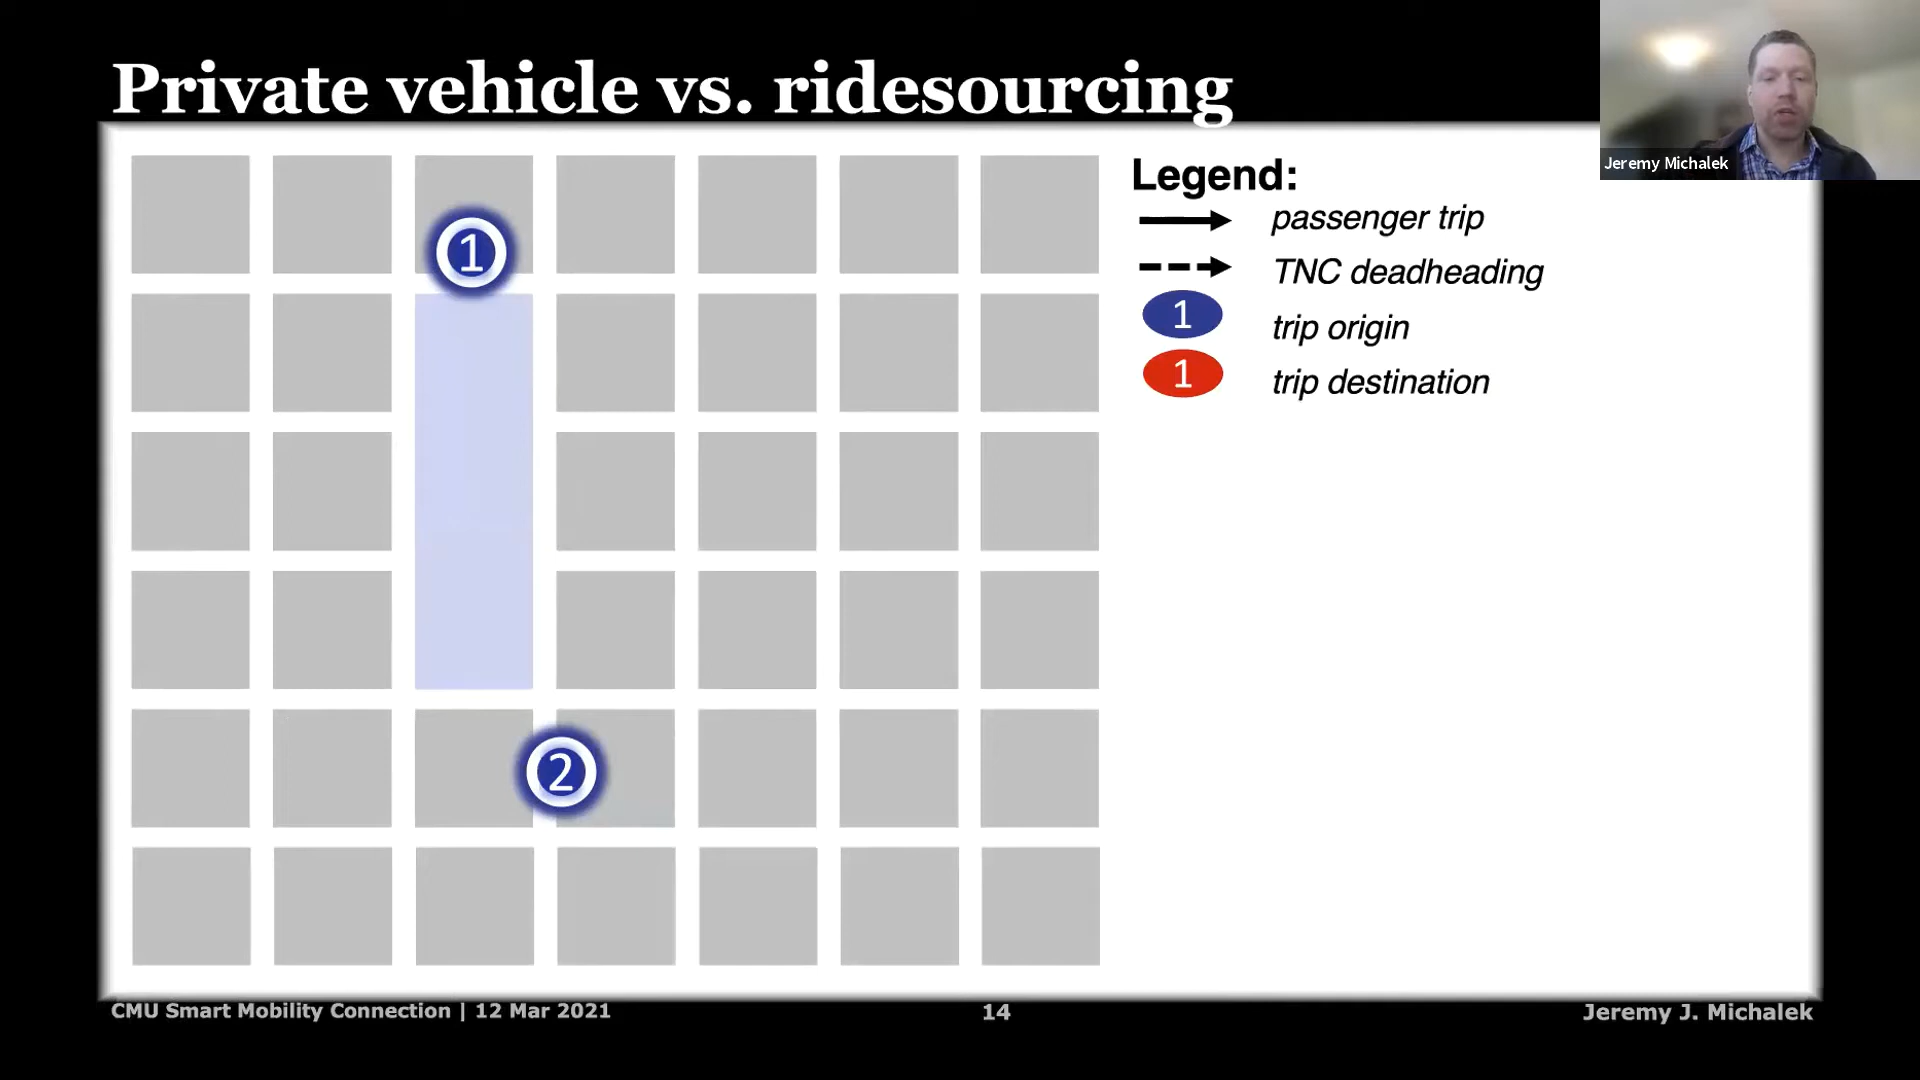 Private vehicle vs. ridesourcing
Jeremy Michalek
1
2
Legend:
passenger trip
TNC deadheading
1 trip origin
1 trip destination
CMU Smart Mobility Connection | 12 Mar 2021
14
Jeremy J. Michalek